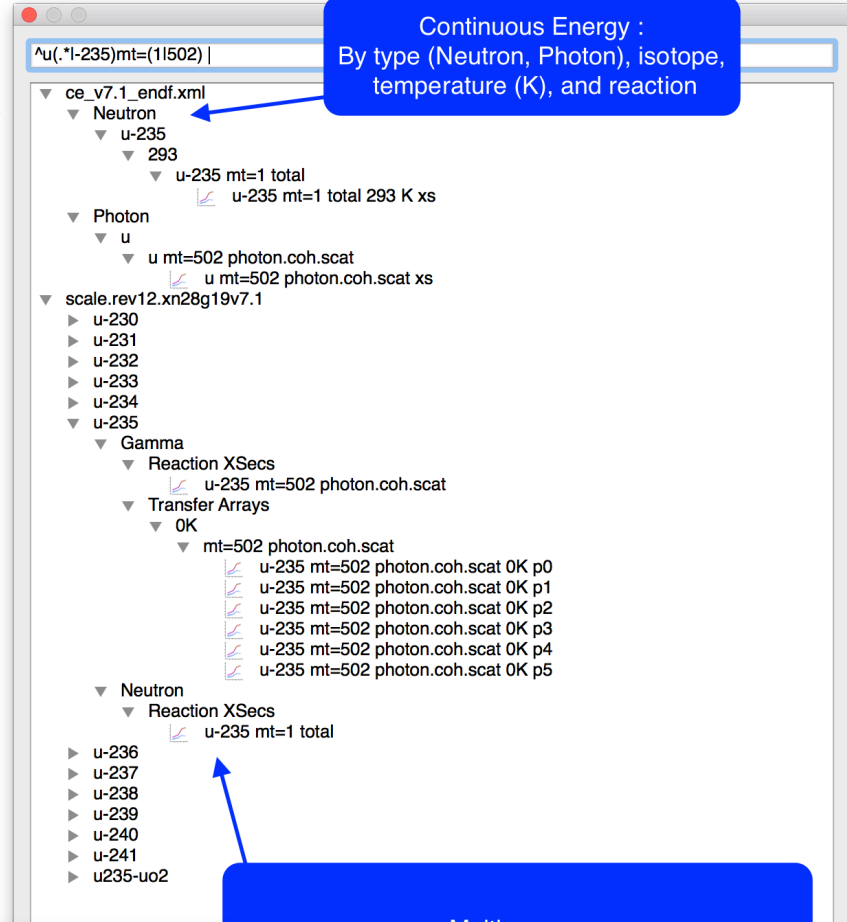 Continuous Energy :
By type (Neutron, Photon), isotope,
temperature (K), and reaction
^u(.*|-235)mt=(1|502)
ce_v7.1_endf.xml
Neutron
u-235
293
u-235 mt=1 total
u-235 mt=1 total 293 K xs
Photon
u
u mt=502 photon.coh.scat
u mt=502 photon.coh.scat xs
scale.rev12.xn28g19v7.1
u-230
u-231
u-232
u-233
u-234
u-235
Gamma
Reaction XSecs
u-235 mt=502 photon.coh.scat
Transfer Arrays
0K
mt=502 photon.coh.scat
u-235 mt=502 photon.coh.scat 0K p0
u-235 mt=502 photon.coh.scat 0K p1
u-235 mt=502 photon.coh.scat 0K p2
u-235 mt=502 photon.coh.scat 0K p3
u-235 mt=502 photon.coh.scat 0K p4
u-235 mt=502 photon.coh.scat 0K p5
Neutron
Reaction XSecs
u-235 mt=1 total
u-236
u-237
u-238
u-239
u-240
u-241
u235-uo2